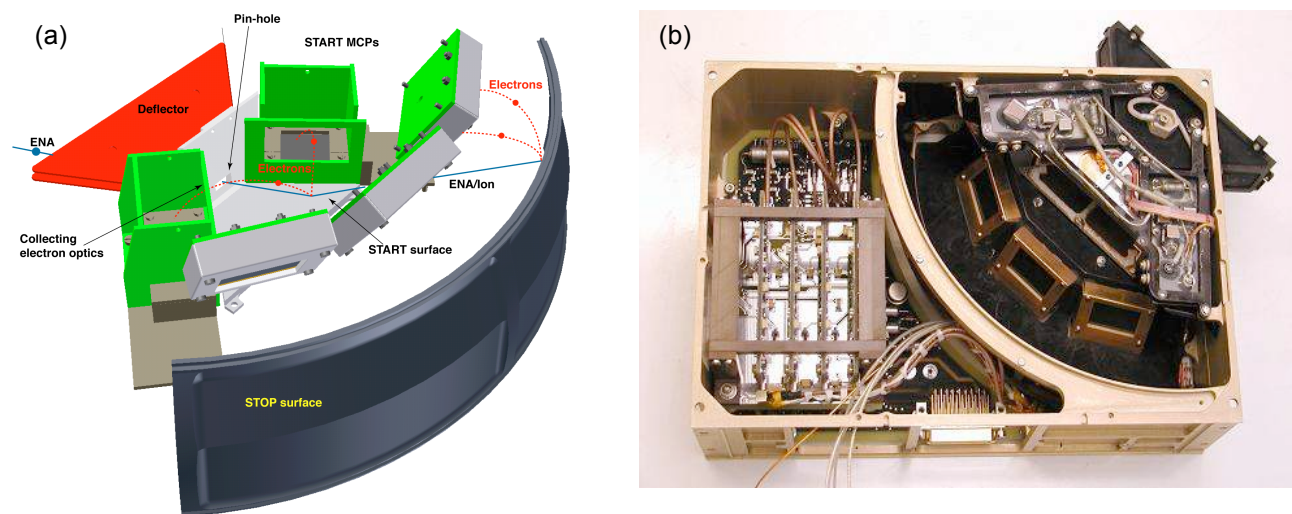 (a)
Pin-hole
START MCPs
(b)
Deflector
Electrons
ENA
Electrons
ENA/Ion
Collecting
electron optics
START surface
STOP surface